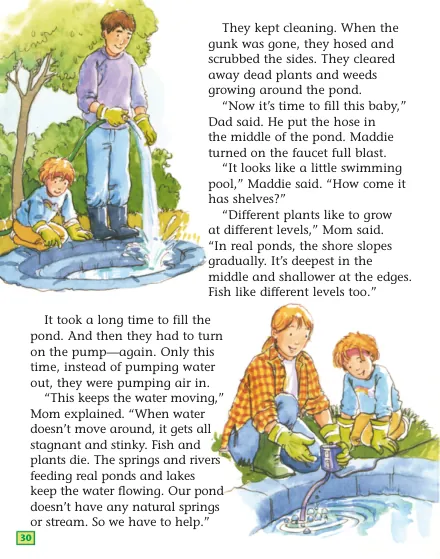 They kept cleaning. When the
gunk was gone, they hosed and
scrubbed the sides. They cleared
away dead plants and weeds
growing around the pond.
“Now it’s time to fill this baby,”
Dad said. He put the hose in
the middle of the pond. Maddie
turned on the faucet full blast.
“It looks like a little swimming
pool,” Maddie said. “How come it
has shelves?”
“Different plants like to grow
at different levels,” Mom said.
“In real ponds, the shore slopes
gradually. It’s deepest in the
middle and shallower at the edges.
Fish like different levels too.”
It took a long time to fill the
pond. And then they had to turn
on the pump—again. Only this
time, instead of pumping water
out, they were pumping air in.
“This keeps the water moving,”
Mom explained. “When water
doesn’t move around, it gets all
stagnant and stinky. Fish and
plants die. The springs and rivers
feeding real ponds and lakes
keep the water flowing. Our pond
doesn’t have any natural springs
or stream. So we have to help.”
30